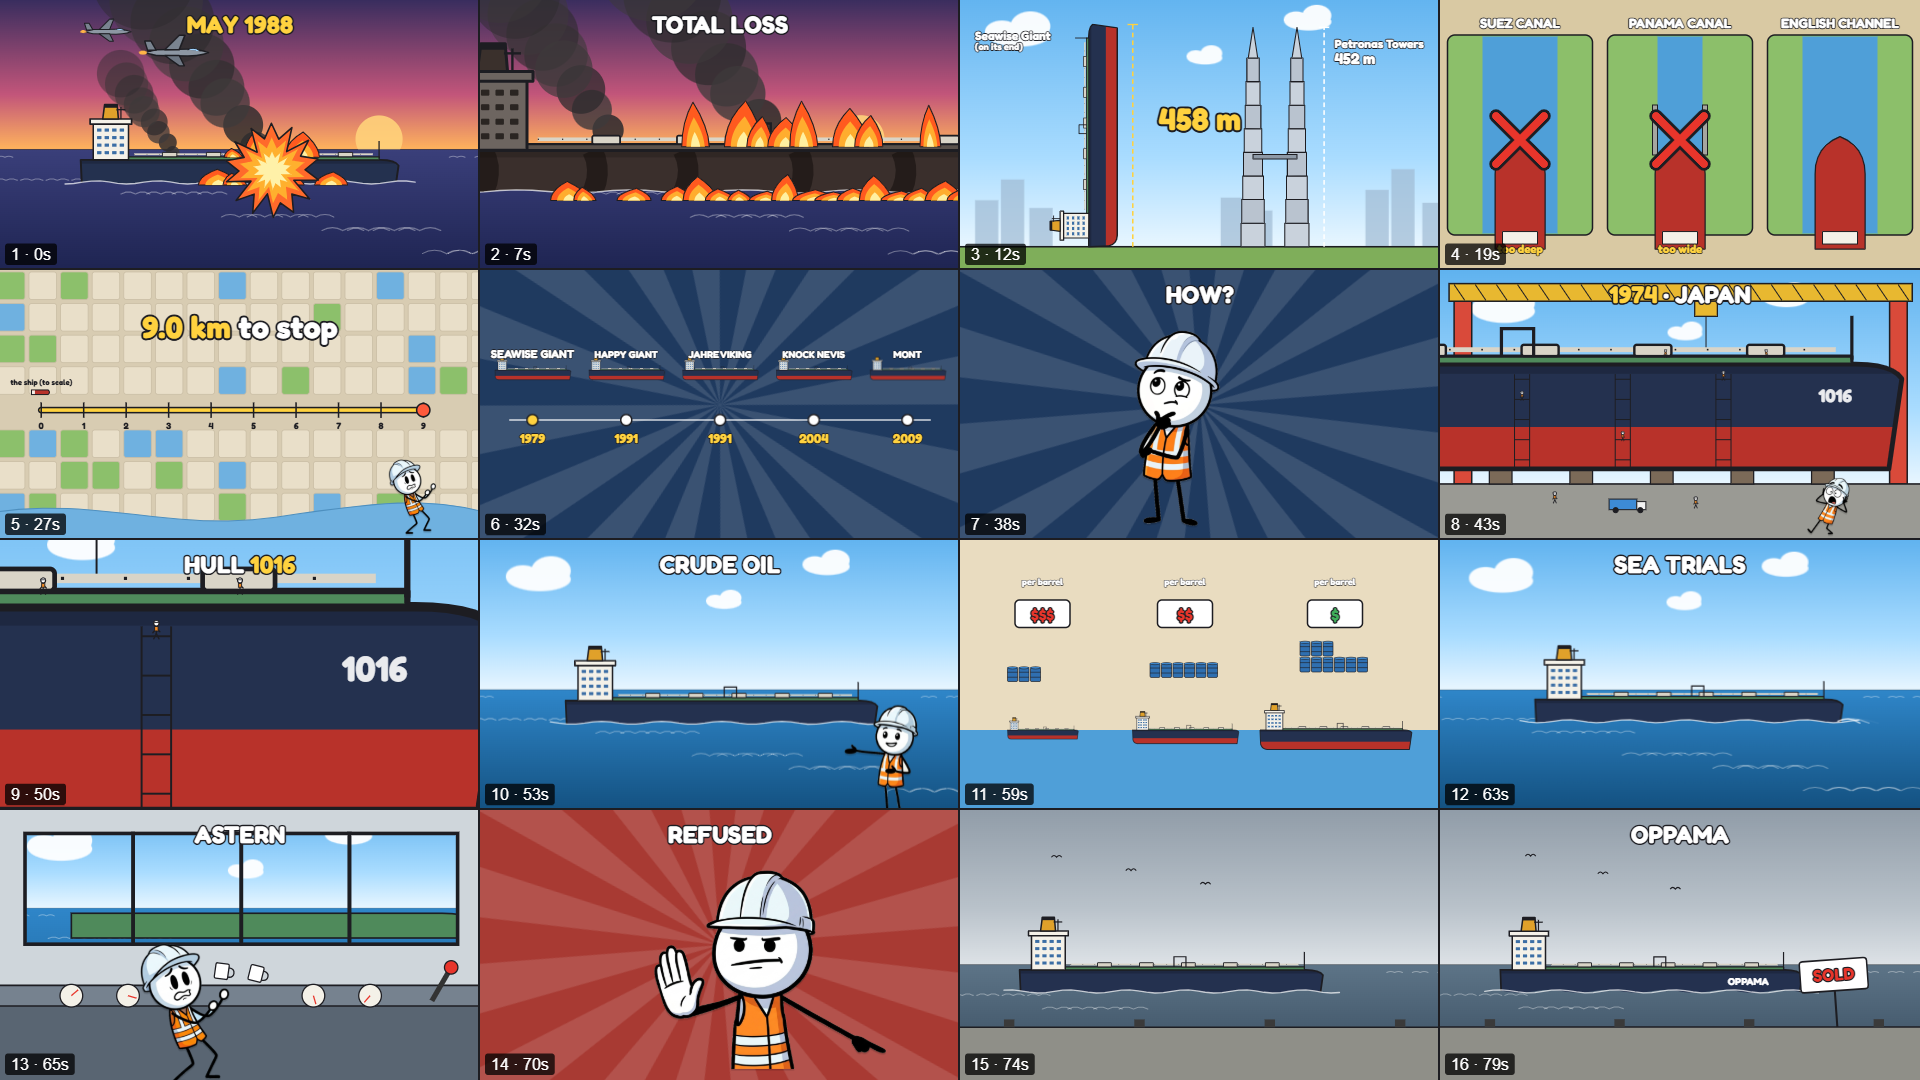 MAY 1988
1 · 0s
TOTAL LOSS
2 · 7s
Seawise Giant
(on its end)
458 m
Petronas Towers
452 m
3 · 12s
SUEZ CANAL
PANAMA CANAL
ENGLISH CHANNEL
too wide
4 · 19s
9.0 km to stop
the ship (to scale)
0 1 2 3 4 5 6 7 8 9
5 · 27s
SEAWISE GIANT
HAPPY GIANT
JAHRE VIKING
KNOCK NEVIS
MONT
1979
1991
1991
2004
2009
6 · 32s
HOW?
7 · 38s
1974 · JAPAN
1016
8 · 43s
HULL 1016
1016
9 · 50s
CRUDE OIL
10 · 53s
per barrel
per barrel
per barrel
$$$
$$
$
11 · 59s
SEA TRIALS
12 · 63s
ASTERN
13 · 65s
REFUSED
14 · 70s
15 · 74s
OPPAMA
OPPAMA
SOLD
16 · 79s